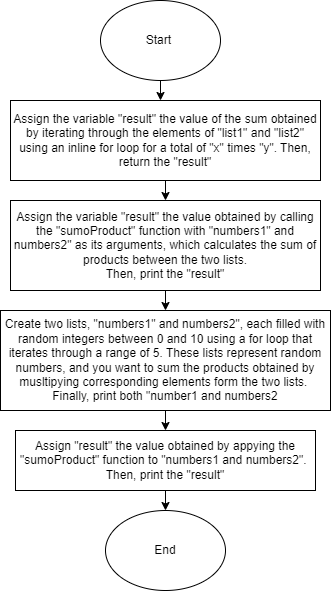 Start
Assign the variable "result" the value of the sum obtained
by iterating through the elements of "list1" and "list2"
using an inline for loop for a total of "x" times "y". Then,
return the "result"
Assign the variable "result" the value obtained by calling
the "sumoProduct" function with "numbers1" and
numbers2" as its arguments, which calculates the sum of
products between the two lists.
Then, print the "result"
Create two lists, "numbers1" and numbers2", each filled with
random integers between 0 and 10 using a for loop that
iterates through a range of 5. These lists represent random
numbers, and you want to sum the products obtained by
musltipying corresponding elements form the two lists.
Finally, print both "number1 and numbers2
Assign "result" the value obtained by appying the
"sumoProduct" function to "numbers1 and numbers2".
Then, print the "result"
End